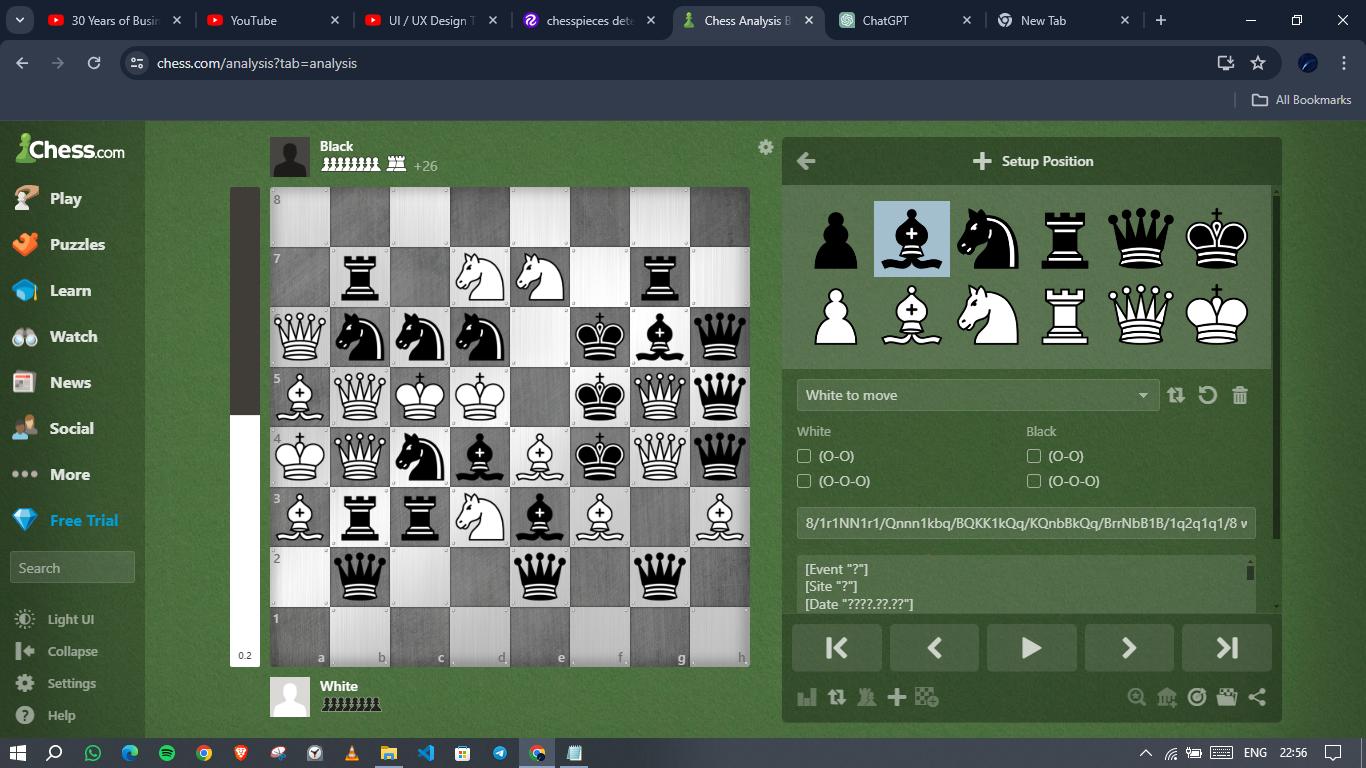 30 Years of Busin
YouTube
UI / UX Design T
chesspieces dete
Chess Analysis B
ChatGPT
New Tab
chess.com/analysis?tab=analysis
All Bookmarks
Chess.com
Play
Puzzles
Learn
Watch
News
Social
More
Free Trial
Search
Light UI
Collapse
Settings
Help
Black
+26
8
7
6
5
4
3
2
1
a b c d e f g h
0.2
White
Setup Position
White to move
White Black
(O-O) (O-O)
(O-O-O) (O-O-O)
8/1r1NN1r1/Qnnn1kbq/BQKK1kQq/KQnbBkQq/BrrNbB1B/1q2q1q1/8 w
[Event "?"]
[Site "?"]
[Date "????.??.??"]
ENG 22:56